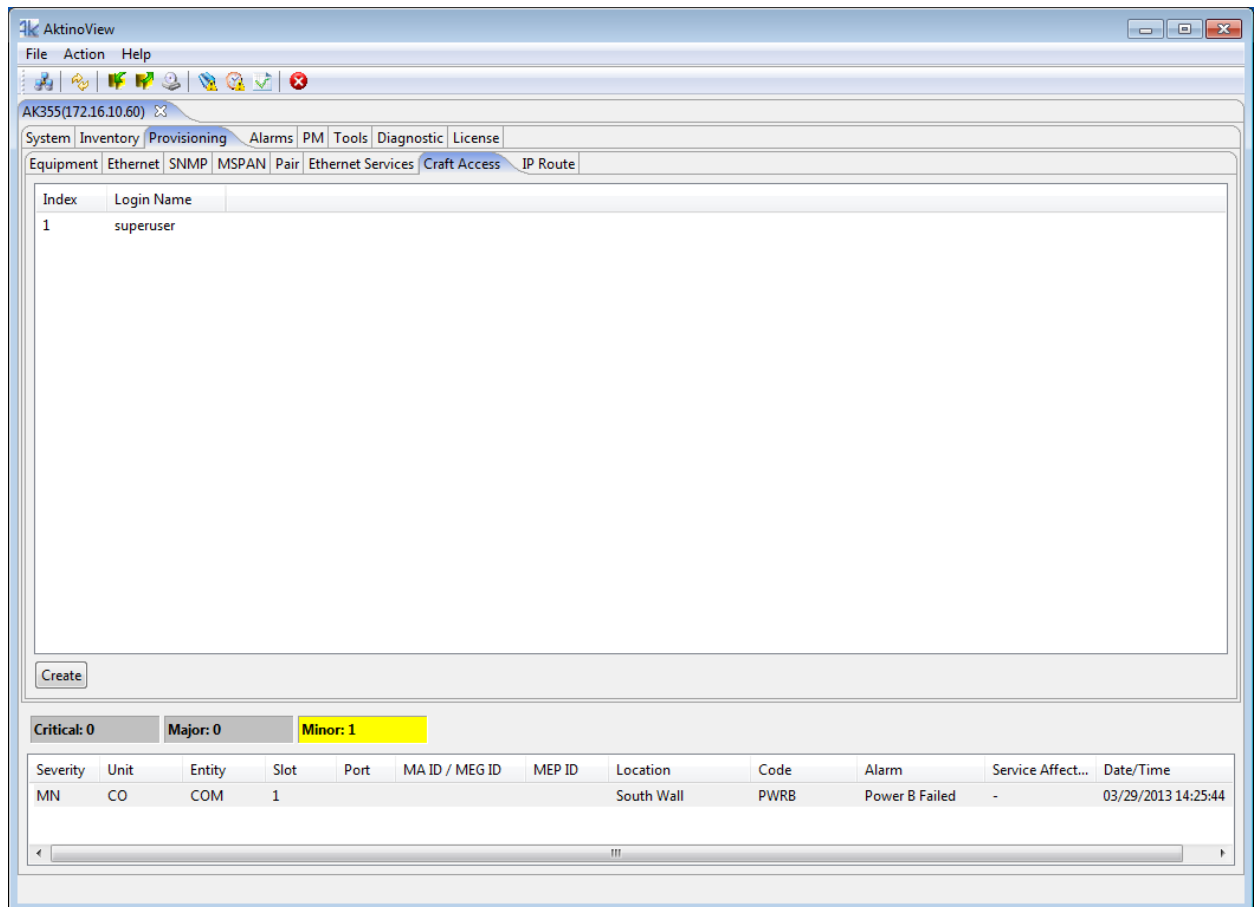 AktinoView
File Action Help
AK355(172.16.10.60)
System Inventory Provisioning Alarms PM Tools Diagnostic License
Equipment Ethernet SNMP MSPAN Pair Ethernet Services Craft Access IP Route
Index Login Name
1 superuser
Create
Critical: 0 Major: 0 Minor: 1
Severity Unit Entity Slot Port MA ID / MEG ID MEP ID Location Code Alarm Service Affect... Date/Time
MN CO COM 1 South Wall PWRB Power B Failed - 03/29/2013 14:25:44